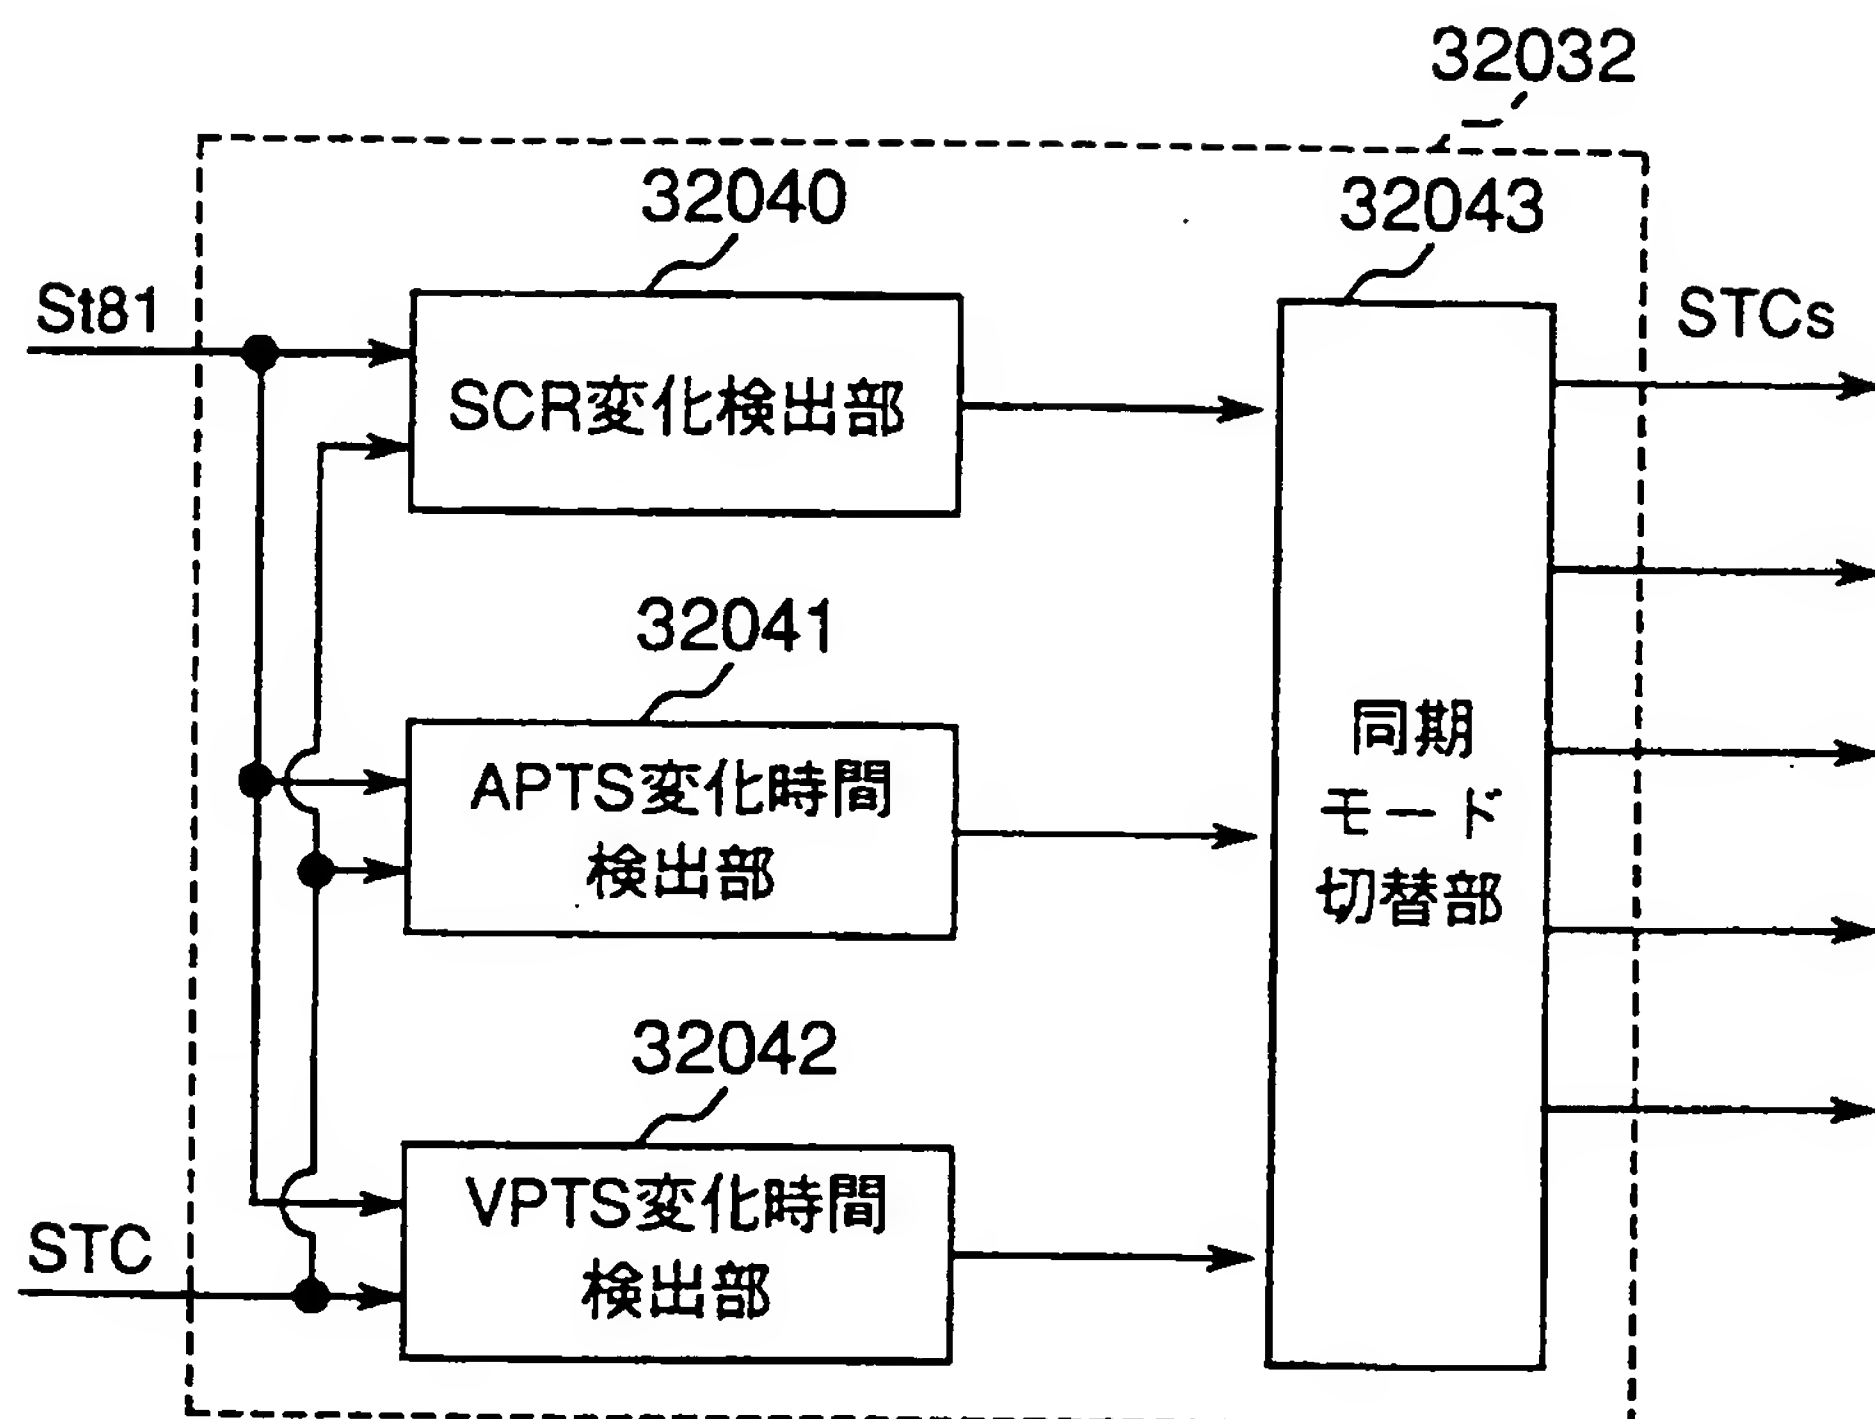 32032
32040
32043
St81
STCs
SCR変化検出部
32041
APTS変化時間
検出部
同期
モード
切替部
32042
VPTS変化時間
検出部
STC